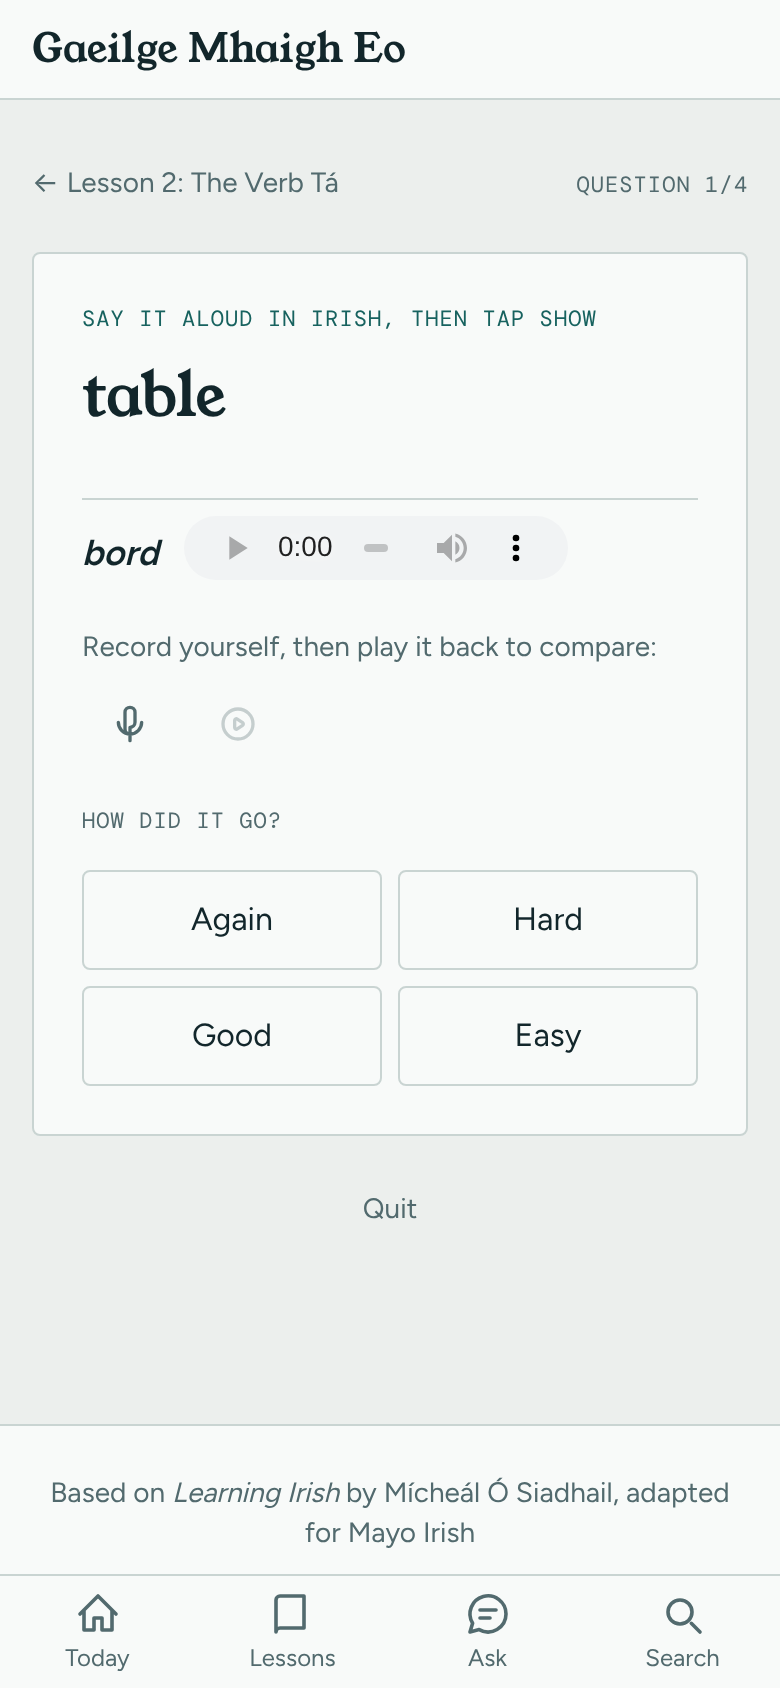 Gaeilge Mhaigh Eo
← Lesson 2: The Verb Tá
QUESTION 1/4
SAY IT ALOUD IN IRISH, THEN TAP SHOW
table
bord
0:00
Record yourself, then play it back to compare:
HOW DID IT GO?
Again
Hard
Good
Easy
Quit
Based on Learning Irish by Mícheál Ó Siadhail, adapted
for Mayo Irish
Today
Lessons
Ask
Search